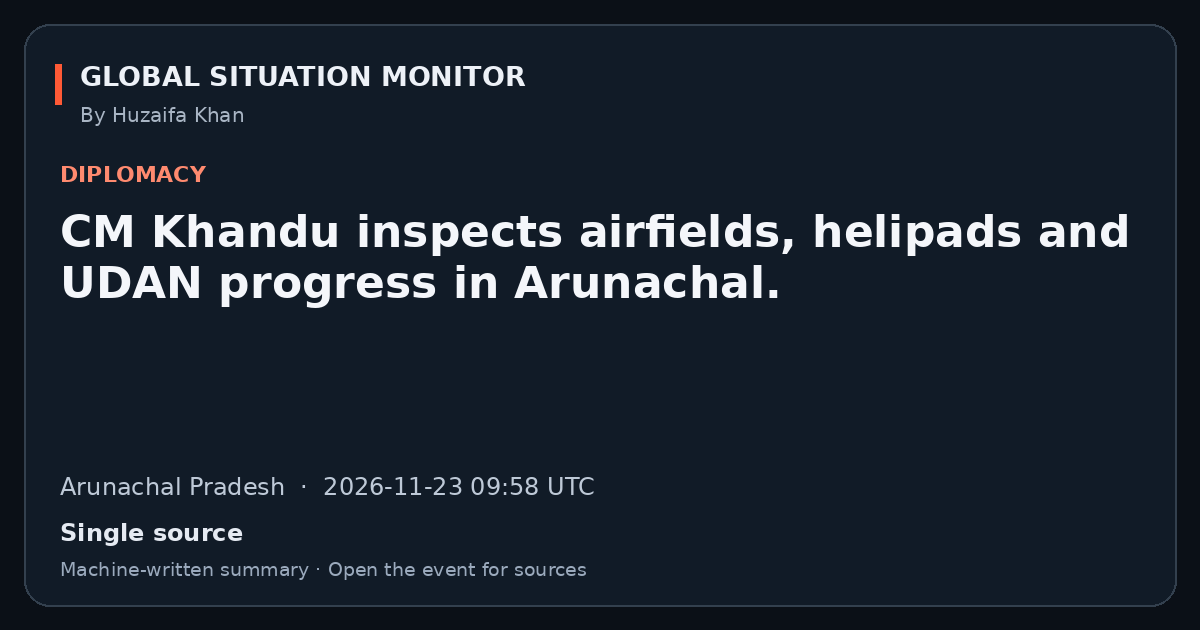 GLOBAL SITUATION MONITOR
By Huzaifa Khan
DIPLOMACY
CM Khandu inspects airfields, helipads and
UDAN progress in Arunachal.
Arunachal Pradesh · 2026-11-23 09:58 UTC
Single source
Machine-written summary · Open the event for sources